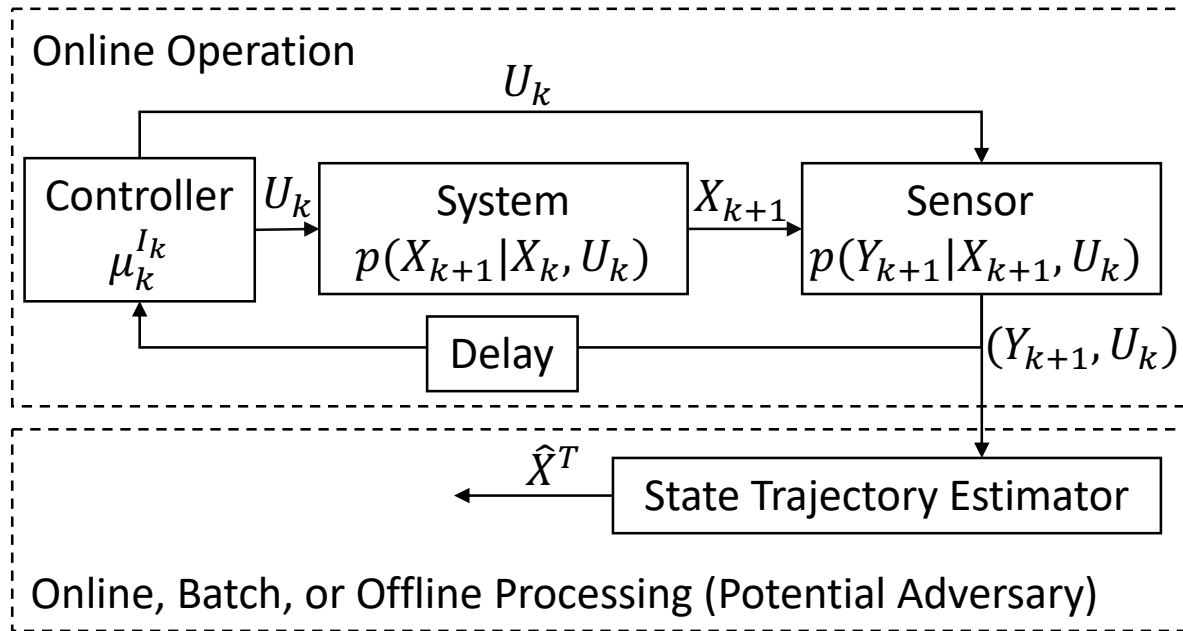 Online Operation
U_k
Controller
μ_k^{I_k}
U_k
System
p(X_{k+1}|X_k, U_k)
X_{k+1}
Sensor
p(Y_{k+1}|X_{k+1}, U_k)
Delay
(Y_{k+1}, U_k)
X̂^T
State Trajectory Estimator
Online, Batch, or Offline Processing (Potential Adversary)